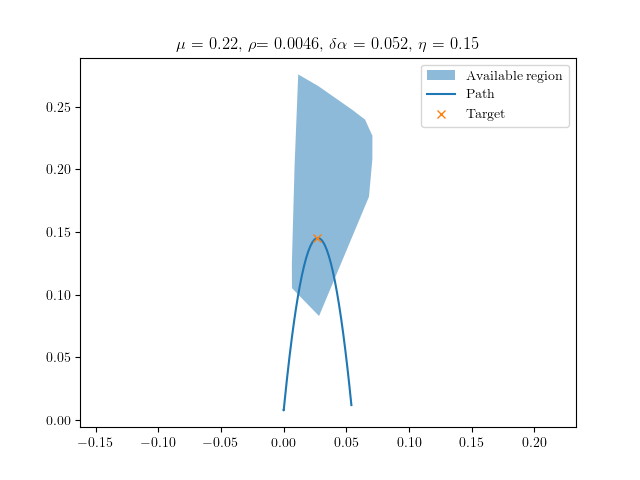 μ = 0.22, ρ= 0.0046, δα = 0.052, η = 0.15
Available region
Path
Target
0.25
0.20
0.15
0.10
0.05
0.00
−0.15 −0.10 −0.05 0.00 0.05 0.10 0.15 0.20